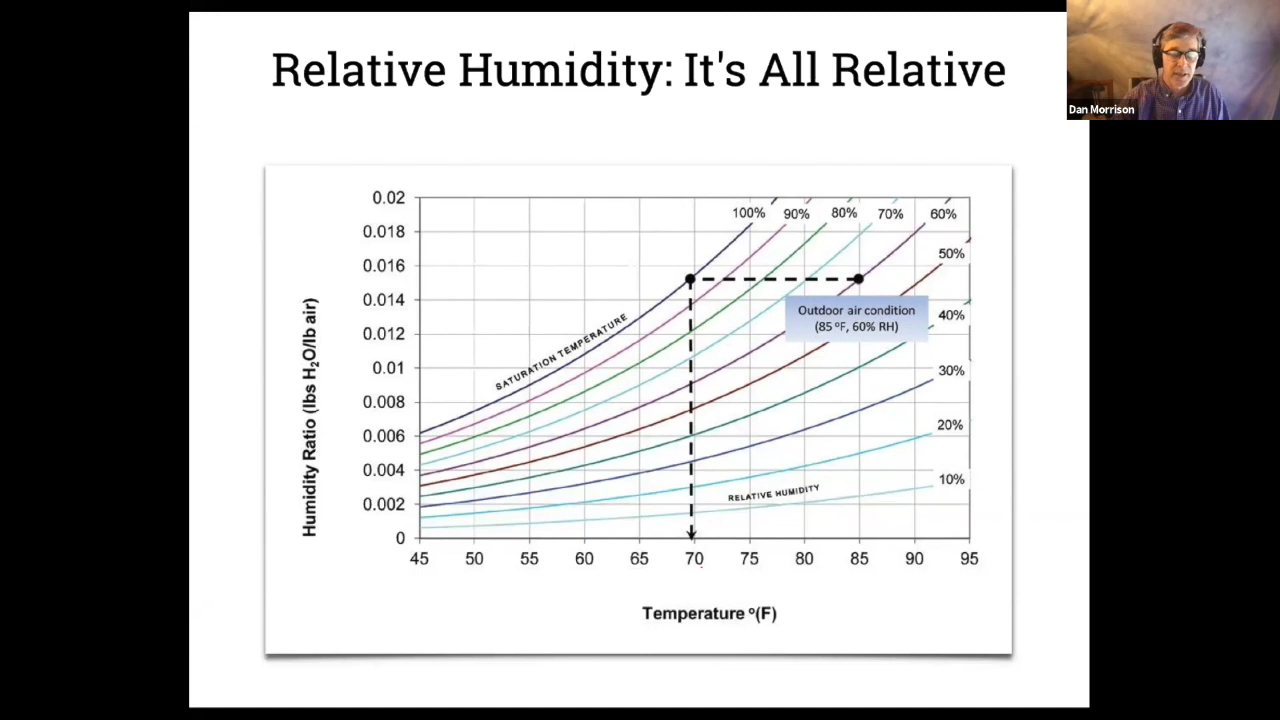 Relative Humidity: It's All Relative
Dan Morrison
0.02
0.018
0.016
0.014
0.012
0.01
0.008
0.006
0.004
0.002
0
Humidity Ratio (lbs H₂O/lb air)
100%
90%
80%
70%
60%
50%
40%
30%
20%
10%
SATURATION TEMPERATURE
Outdoor air condition
(85 ºF, 60% RH)
RELATIVE HUMIDITY
45 50 55 60 65 70 75 80 85 90 95
Temperature º(F)